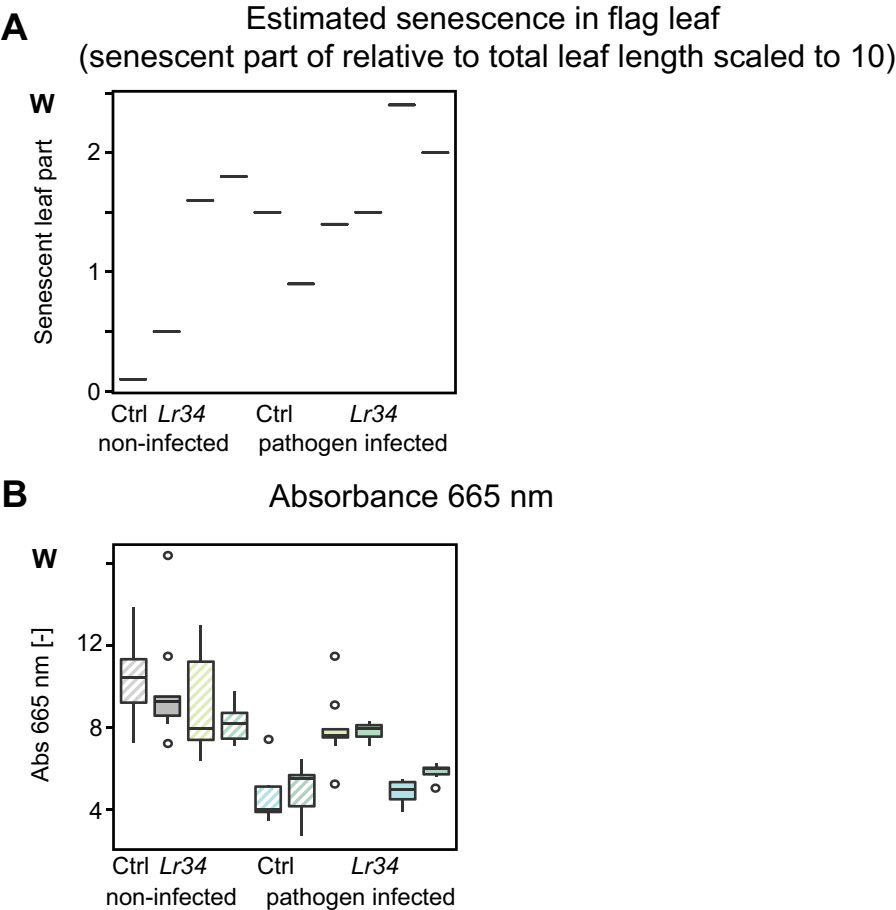 A
Estimated senescence in flag leaf
(senescent part of relative to total leaf length scaled to 10)
W
Senescent leaf part
2
1
0
Ctrl Lr34 Ctrl Lr34
non-infected pathogen infected
B
Absorbance 665 nm
W
Abs 665 nm [-]
12
8
4
Ctrl Lr34 Ctrl Lr34
non-infected pathogen infected